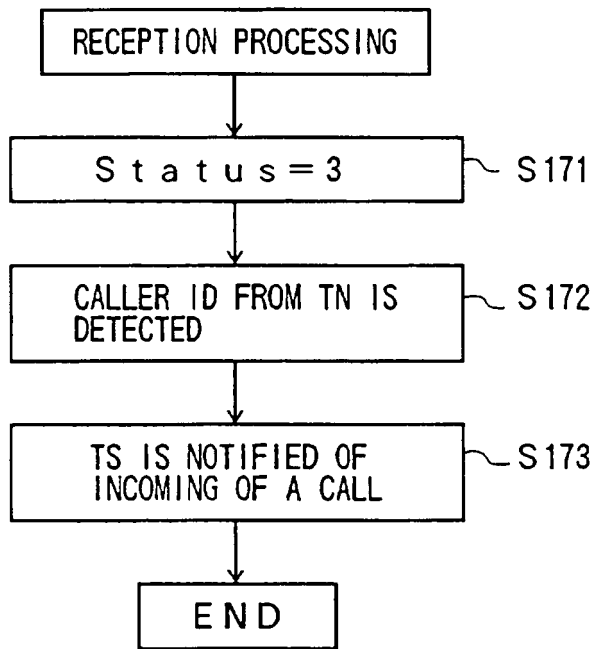 RECEPTION PROCESSING
Status=3
S171
CALLER ID FROM TN IS
DETECTED
S172
TS IS NOTIFIED OF
INCOMING OF A CALL
S173
END